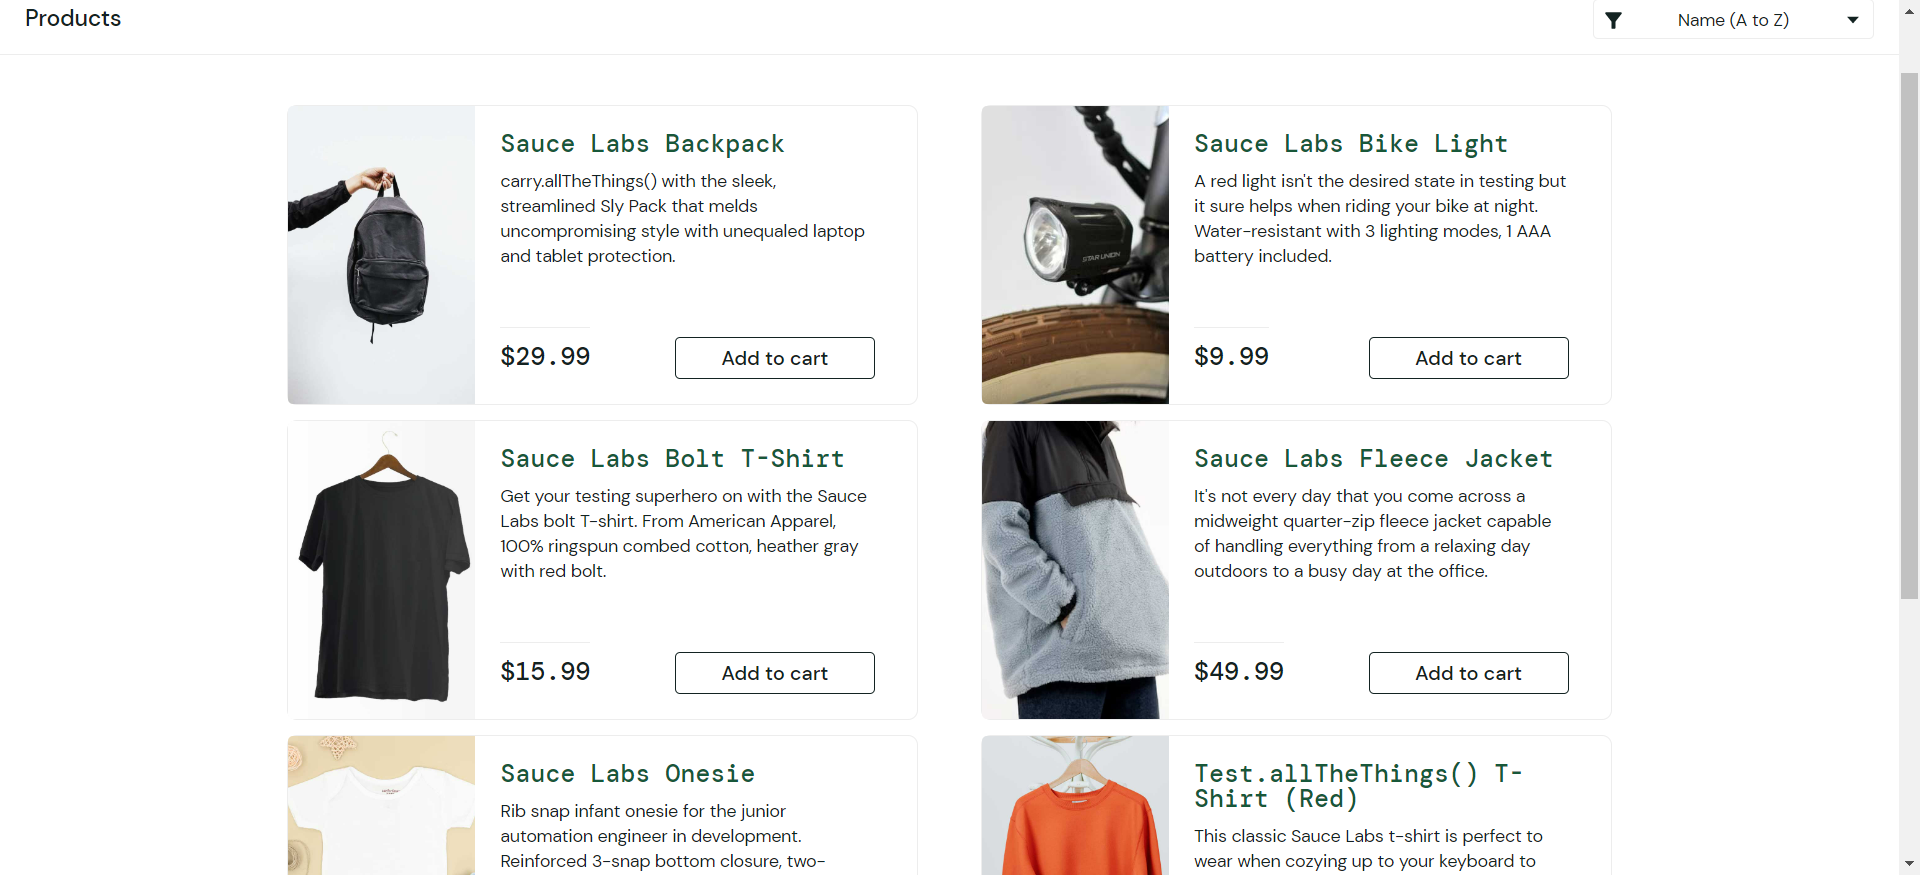 Products
Name (A to Z)
Sauce Labs Backpack
carry.allTheThings() with the sleek,
streamlined Sly Pack that melds
uncompromising style with unequaled laptop
and tablet protection.
$29.99
Add to cart
Sauce Labs Bike Light
A red light isn't the desired state in testing but
it sure helps when riding your bike at night.
Water-resistant with 3 lighting modes, 1 AAA
battery included.
STAR UNION
$9.99
Add to cart
Sauce Labs Bolt T-Shirt
Get your testing superhero on with the Sauce
Labs bolt T-shirt. From American Apparel,
100% ringspun combed cotton, heather gray
with red bolt.
$15.99
Add to cart
Sauce Labs Fleece Jacket
It's not every day that you come across a
midweight quarter-zip fleece jacket capable
of handling everything from a relaxing day
outdoors to a busy day at the office.
$49.99
Add to cart
Sauce Labs Onesie
Rib snap infant onesie for the junior
automation engineer in development.
Reinforced 3-snap bottom closure, two-
Test.allTheThings() T-
Shirt (Red)
This classic Sauce Labs t-shirt is perfect to
wear when cozying up to your keyboard to